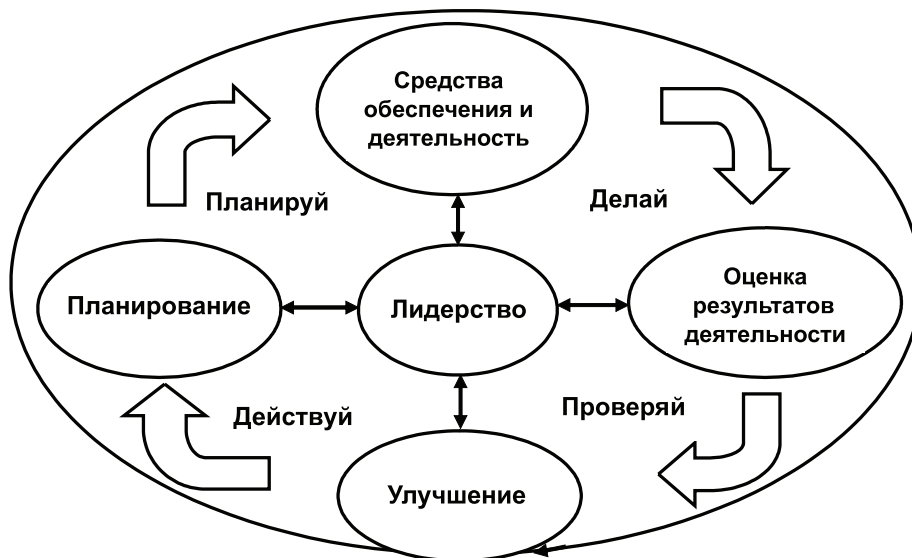 Средства
обеспечения и
деятельность
Планируй
Делай
Планирование
Лидерство
Оценка
результатов
деятельности
Действуй
Проверяй
Улучшение